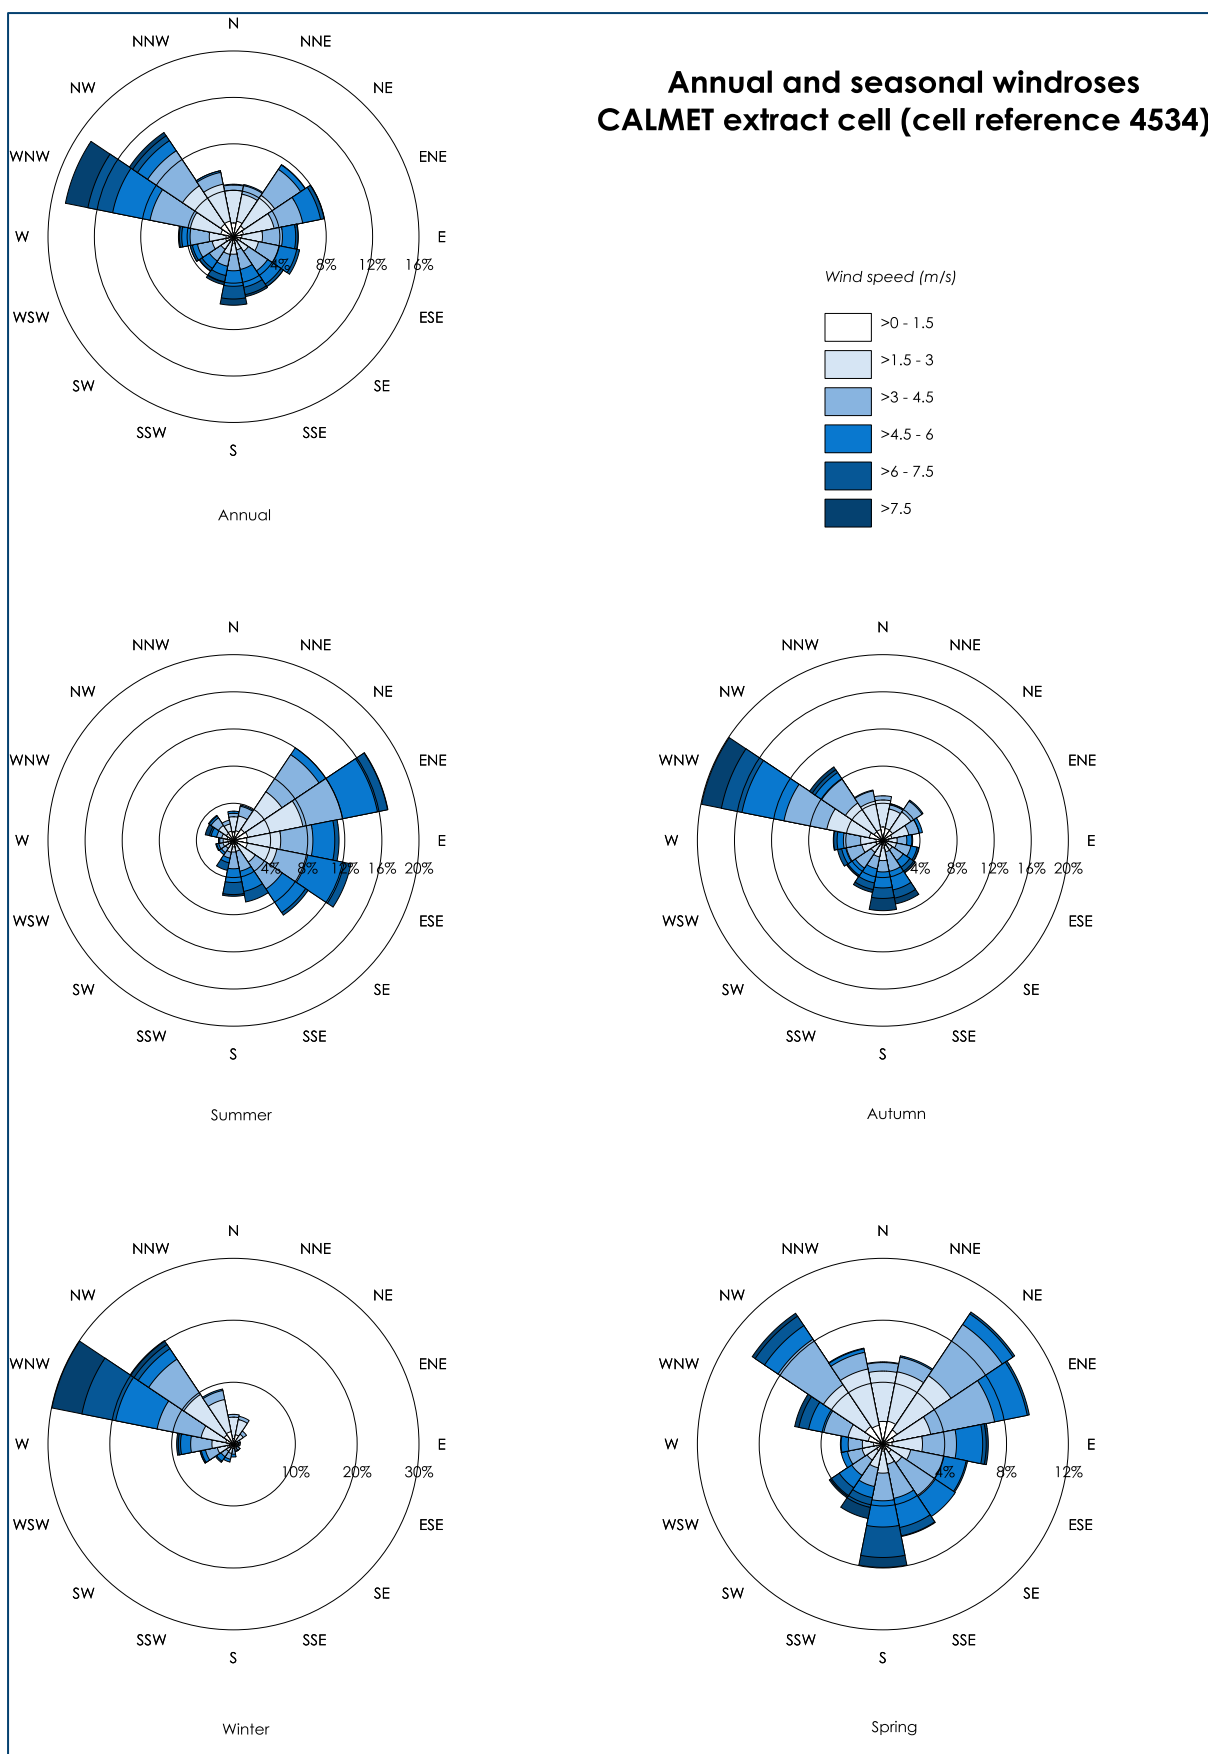 Annual and seasonal windroses
CALMET extract cell (cell reference 4534)
N
NNW
NNE
NW
NE
WNW
ENE
W
E
4%
8%
12%
16%
WSW
ESE
SW
SE
SSW
SSE
S
Annual
Wind speed (m/s)
>0 - 1.5
>1.5 - 3
>3 - 4.5
>4.5 - 6
>6 - 7.5
>7.5
N
NNW
NNE
NW
NE
WNW
ENE
W
E
4%
8%
12%
16%
20%
WSW
ESE
SW
SE
SSW
SSE
S
Summer
N
NNW
NNE
NW
NE
WNW
ENE
W
E
4%
8%
12%
16%
20%
WSW
ESE
SW
SE
SSW
SSE
S
Autumn
N
NNW
NNE
NW
NE
WNW
ENE
W
E
10%
20%
30%
WSW
ESE
SW
SE
SSW
SSE
S
Winter
N
NNW
NNE
NW
NE
WNW
ENE
W
E
4%
8%
12%
WSW
ESE
SW
SE
SSW
SSE
S
Spring